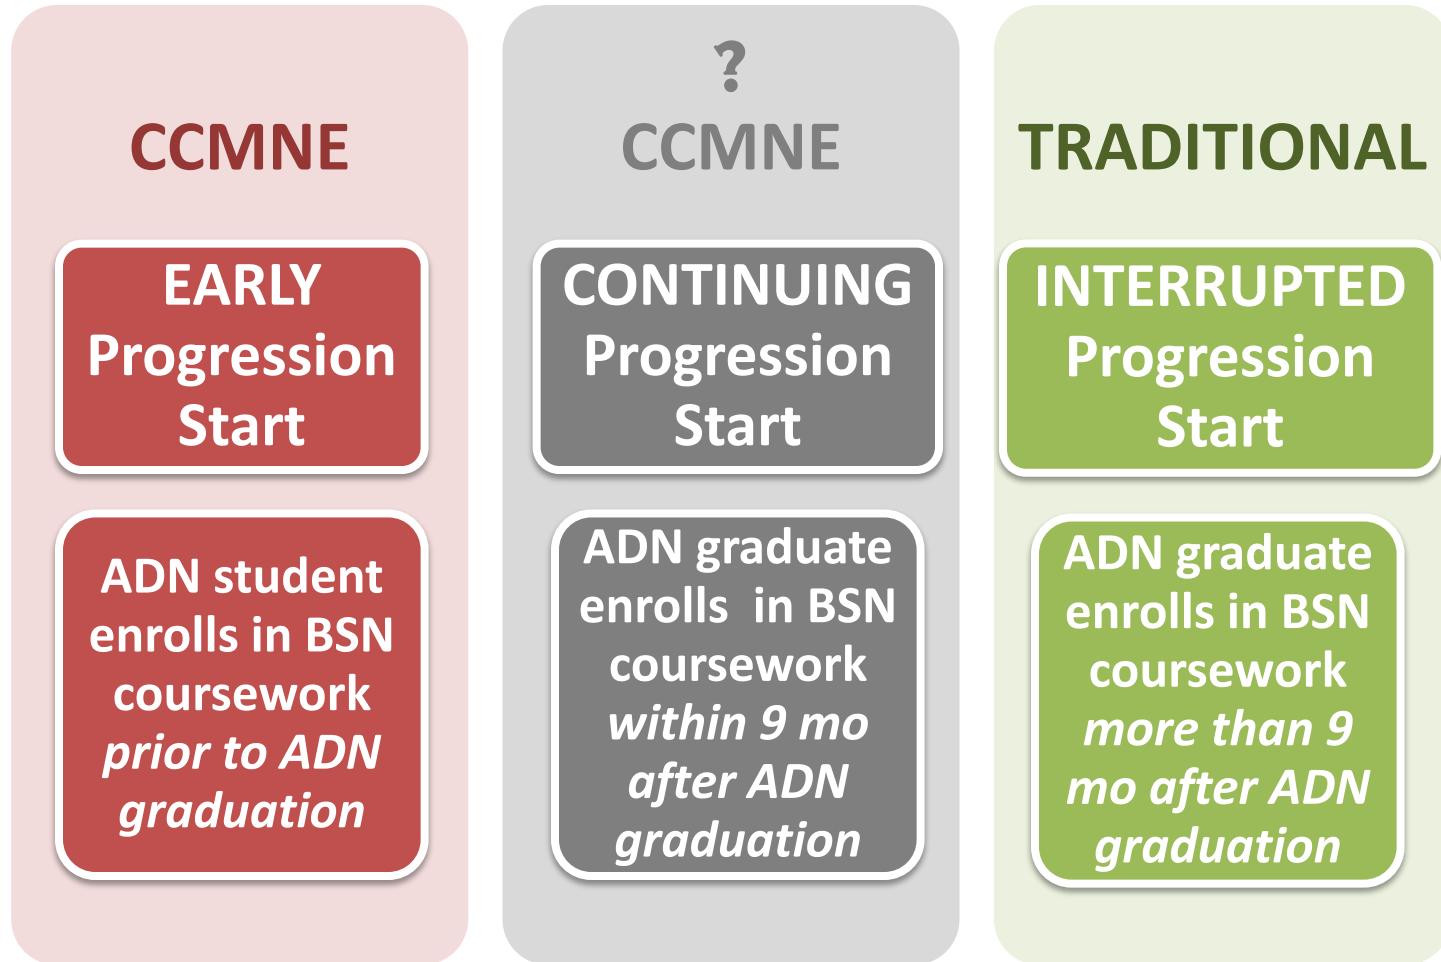 CCMNE
EARLY
Progression
Start
ADN student
enrolls in BSN
coursework
prior to ADN
graduation
?
CCMNE
CONTINUING
Progression
Start
ADN graduate
enrolls in BSN
coursework
within 9 mo
after ADN
graduation
TRADITIONAL
INTERRUPTED
Progression
Start
ADN graduate
enrolls in BSN
coursework
more than 9
mo after ADN
graduation